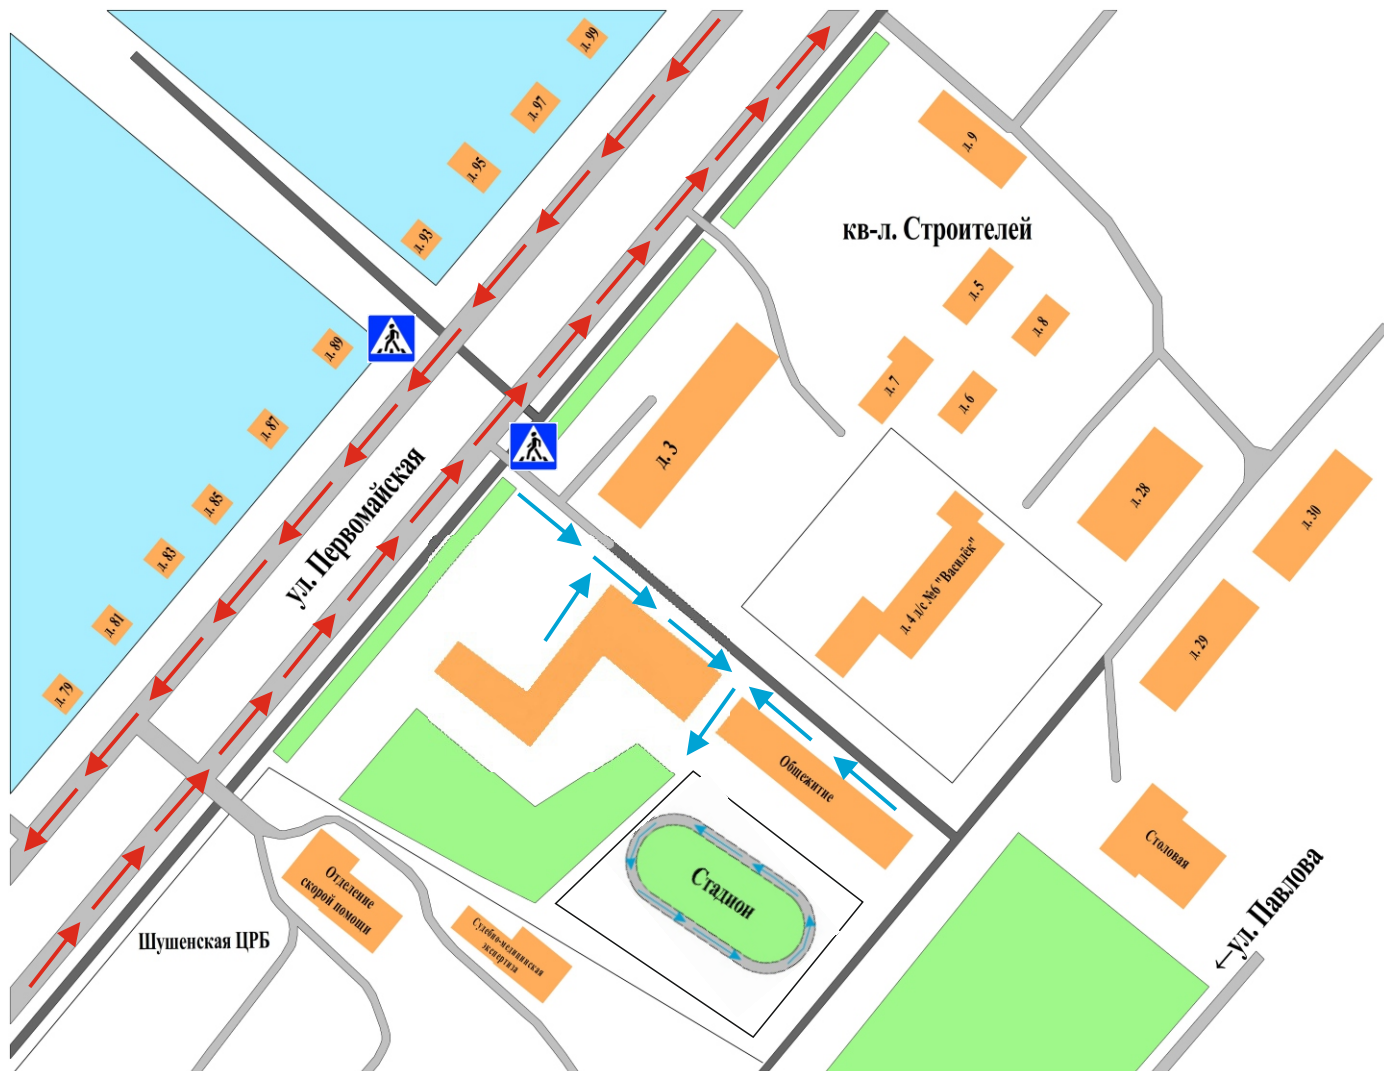 д. 99
д. 97
д. 95
д. 93
д. 9
кв-л. Строителей
д. 5
д. 8
д. 7
д. 6
д. 89
д. 87
д. 85
д. 83
д. 81
д. 79
ул. Первомайская
д. 3
д. 28
д. 30
д. 4 д/с №6 "Василёк"
д. 29
Общежитие
Столовая
Стадион
←ул. Павлова
Отделение
скорой помощи
Шушенская ЦРБ
Судебно-медицинская
экспертиза